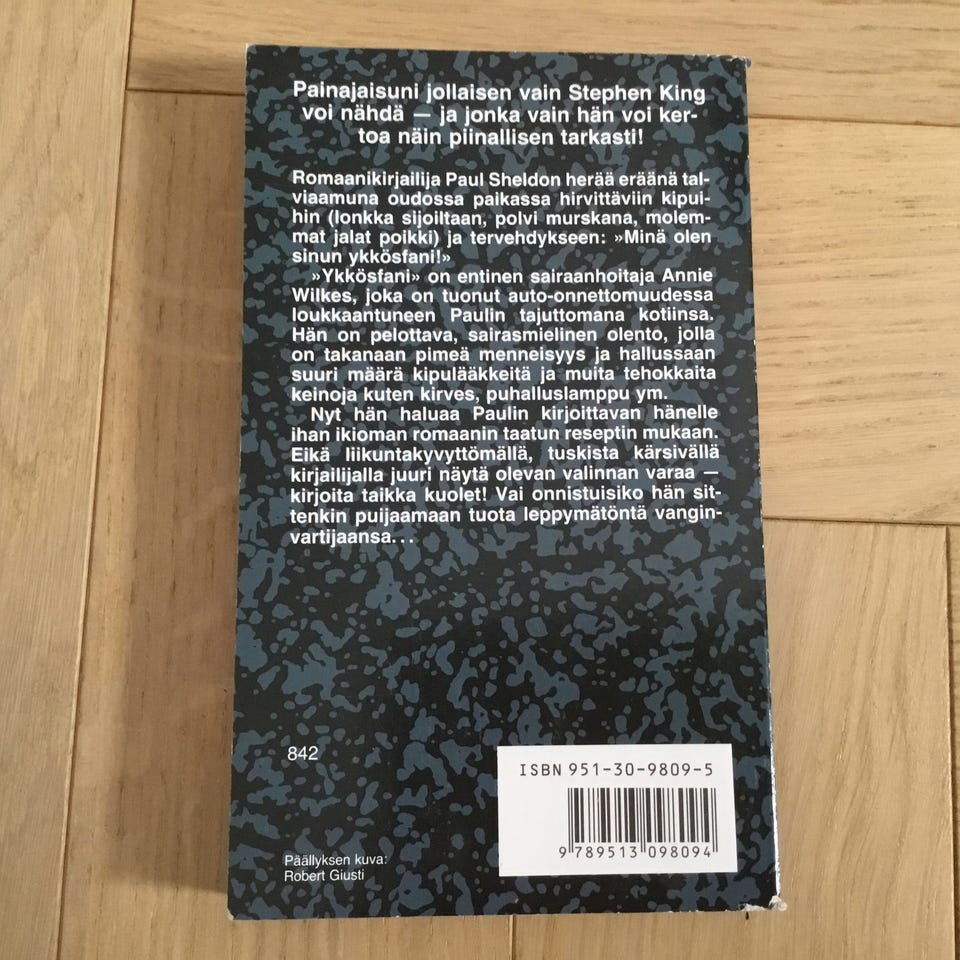 Painajaisuni jollaisen vain Stephen King
voi nähdä — ja jonka vain hän voi ker-
toa näin piinallisen tarkasti!
Romaanikirjailija Paul Sheldon herää eräänä tal-
viaamuna oudossa paikassa hirvittäviin kipui-
hin (lonkka sijoiltaan, polvi murskana, molem-
mat jalat poikki) ja tervehdykseen: »Minä olen
sinun ykkösfani!»
»Ykkösfani» on entinen sairaanhoitaja Annie
Wilkes, joka on tuonut auto-onnettomuudessa
loukkaantuneen Paulin tajuttomana kotiinsa.
Hän on pelottava, sairasmielinen olento, jolla
on takanaan pimeä menneisyys ja hallussaan
suuri määrä kipulääkkeitä ja muita tehokkaita
keinoja kuten kirves, puhalluslamppu ym.
Nyt hän haluaa Paulin kirjoittavan hänelle
ihan ikioman romaanin taatun reseptin mukaan.
Eikä liikuntakyvyttömällä, tuskista kärsivällä
kirjailijalla juuri näytä olevan valinnan varaa —
kirjoita taikka kuolet! Vai onnistuisiko hän sit-
tenkin puijaamaan tuota leppymätöntä vangin-
vartijaansa...
842
ISBN 951-30-9809-5
9 789513 098094
Päällyksen kuva:
Robert Giusti